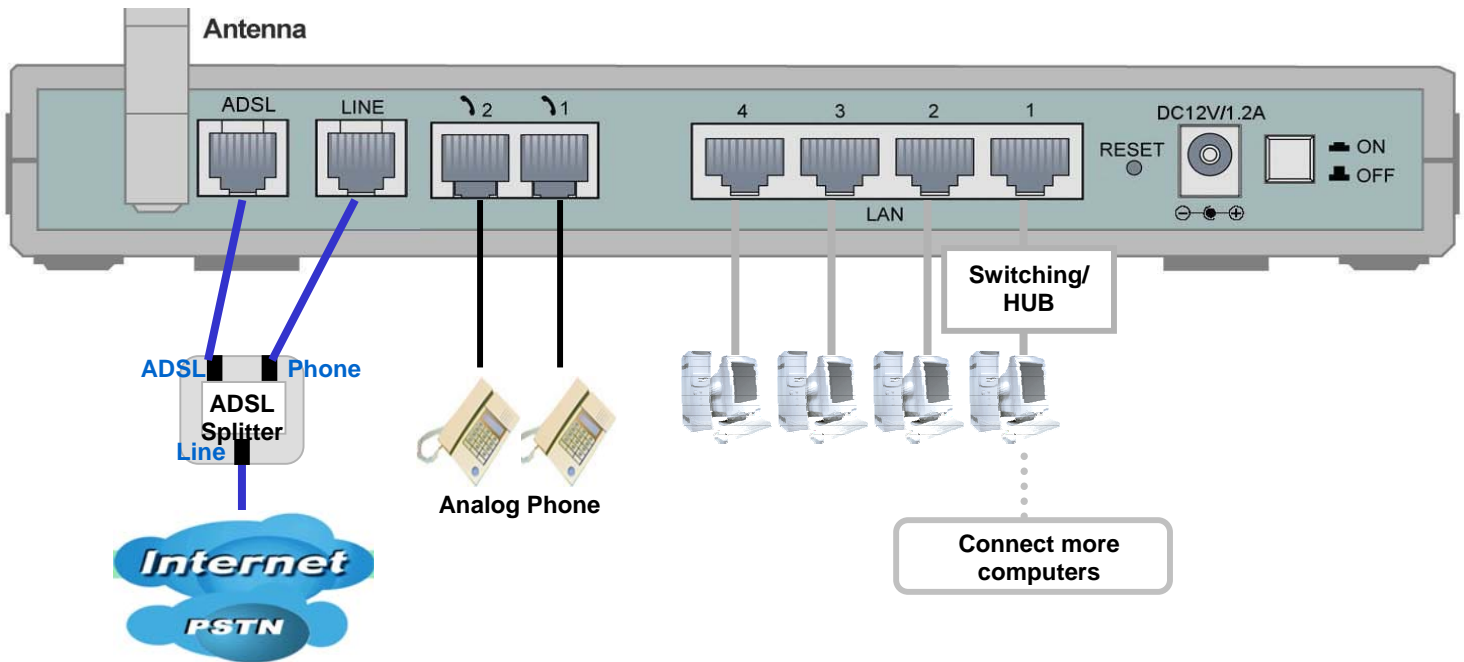 Antenna
ADSL
LINE
2
1
4
3
2
1
DC12V/1.2A
RESET
ON
OFF
LAN
Switching/
HUB
ADSL
Phone
ADSL
Splitter
Line
Analog Phone
Internet
PSTN
Connect more
computers